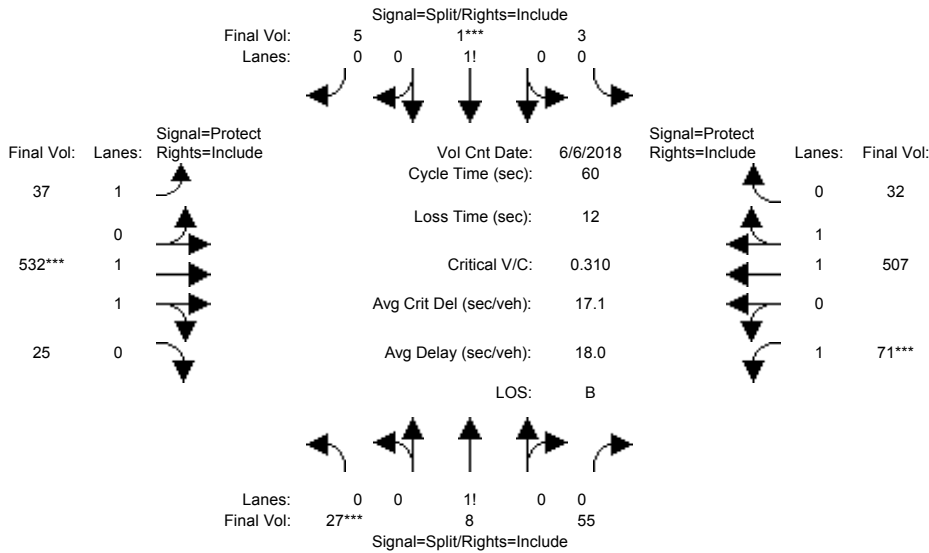 Signal=Split/Rights=Include
Final Vol: 5 1*** 3
Lanes: 0 0 1! 0 0
Signal=Protect Signal=Protect
Final Vol: Lanes: Rights=Include Vol Cnt Date: 6/6/2018 Rights=Include Lanes: Final Vol:
Cycle Time (sec): 60
37 1 0 32
Loss Time (sec): 12
0 1
532*** 1 Critical V/C: 0.310 1 507
1 Avg Crit Del (sec/veh): 17.1 0
25 0 Avg Delay (sec/veh): 18.0 1 71***
LOS: B
Lanes: 0 0 1! 0 0
Final Vol: 27*** 8 55
Signal=Split/Rights=Include